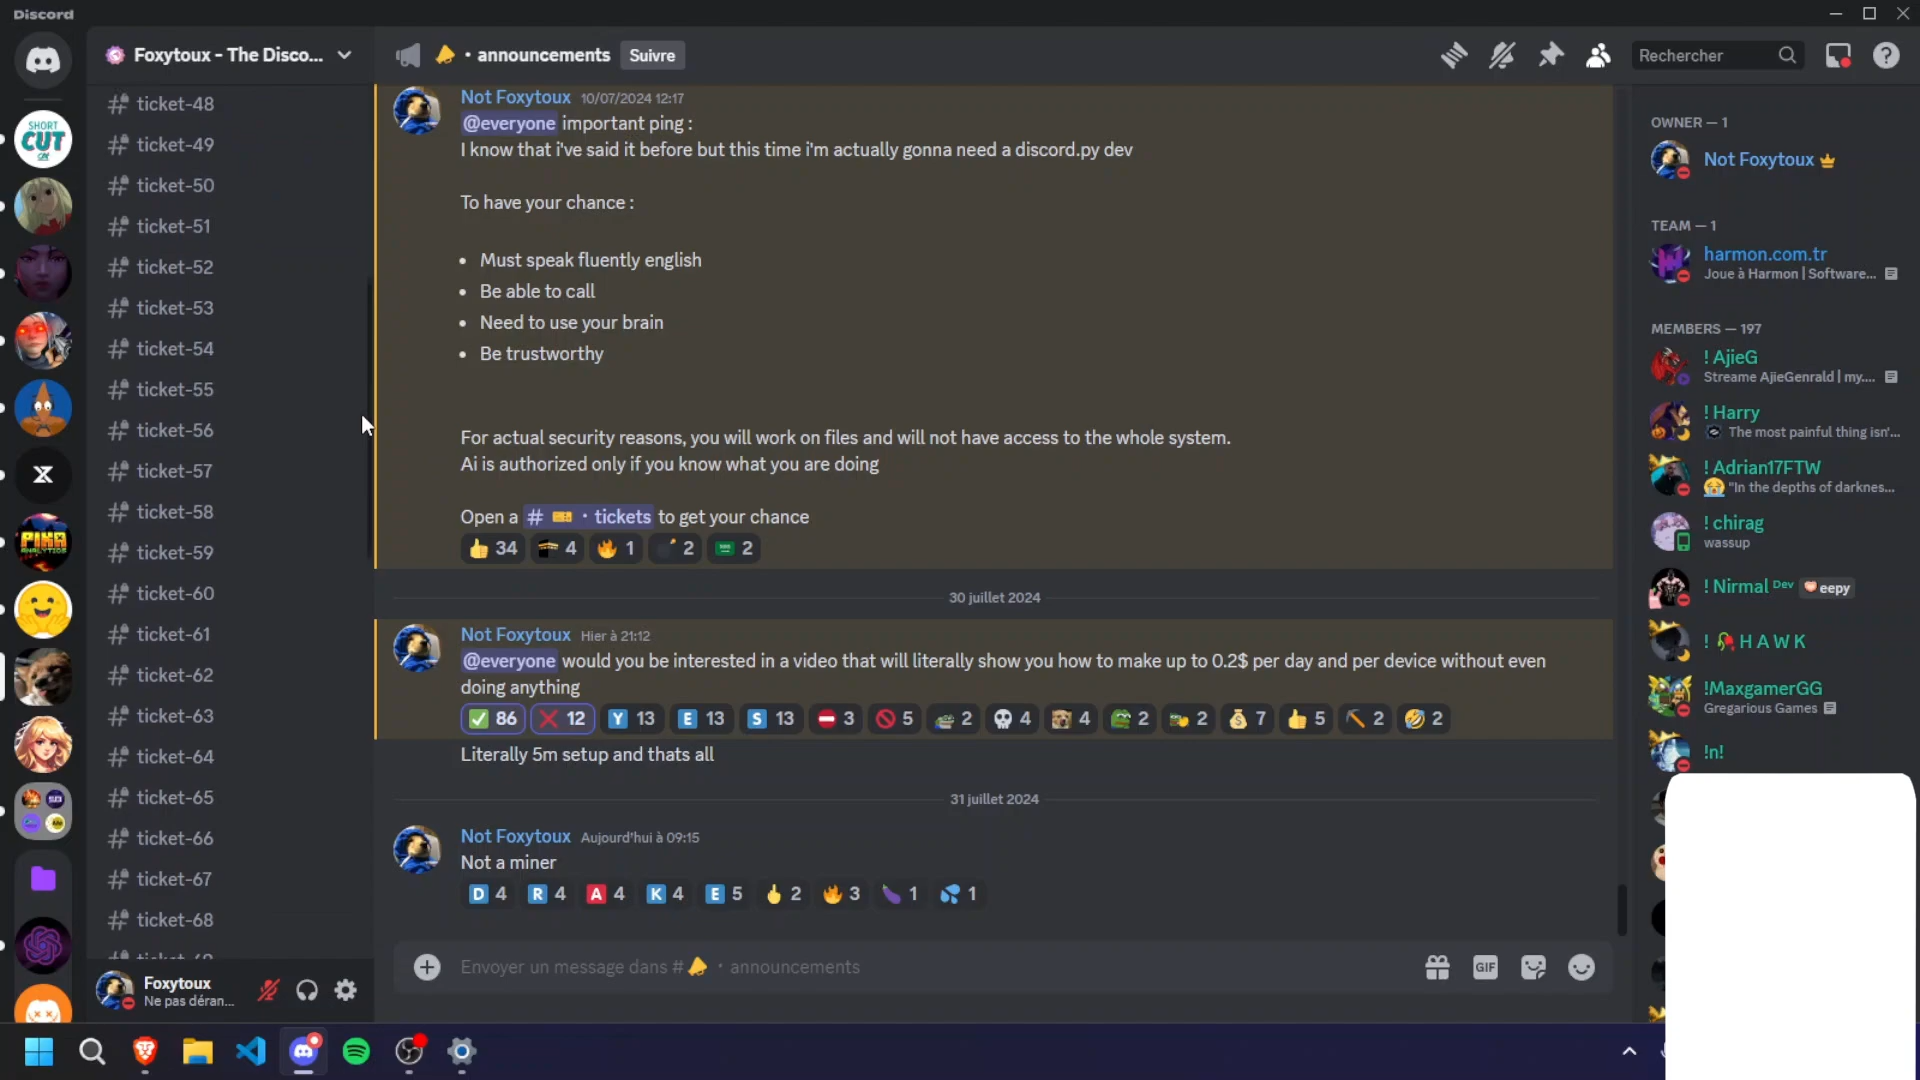 Discord
Foxytoux - The Disco...
• announcements
Suivre
Rechercher
SHORT
CUT
PIKA
ANALYTICS
ticket-48
ticket-49
ticket-50
ticket-51
ticket-52
ticket-53
ticket-54
ticket-55
ticket-56
ticket-57
ticket-58
ticket-59
ticket-60
ticket-61
ticket-62
ticket-63
ticket-64
ticket-65
ticket-66
ticket-67
ticket-68
Foxytoux
Ne pas déran...
Not Foxytoux 10/07/2024 12:17
@everyone important ping :
I know that i've said it before but this time i'm actually gonna need a discord.py dev
To have your chance :
• Must speak fluently english
• Be able to call
• Need to use your brain
• Be trustworthy
For actual security reasons, you will work on files and will not have access to the whole system.
Ai is authorized only if you know what you are doing
Open a # • tickets to get your chance
34 4 1 2 2
30 juillet 2024
Not Foxytoux Hier à 21:12
@everyone would you be interested in a video that will literally show you how to make up to 0.2$ per day and per device without even
doing anything
86 12 Y 13 E 13 S 13 3 5 2 4 4 2 2 7 5 2 2
Literally 5m setup and thats all
31 juillet 2024
Not Foxytoux Aujourd'hui à 09:15
Not a miner
D 4 R 4 A 4 K 4 E 5 2 3 1 1
Envoyer un message dans # • announcements
GIF
OWNER — 1
Not Foxytoux
TEAM — 1
harmon.com.tr
Joue à Harmon | Software...
MEMBERS — 197
! AjieG
Streame AjieGenrald | my....
! Harry
The most painful thing isn'...
! Adrian17FTW
"In the depths of darknes...
! chirag
wassup
! Nirmal ᴰᵉᵛ eepy
! H A W K
!MaxgamerGG
Gregarious Games
!n!